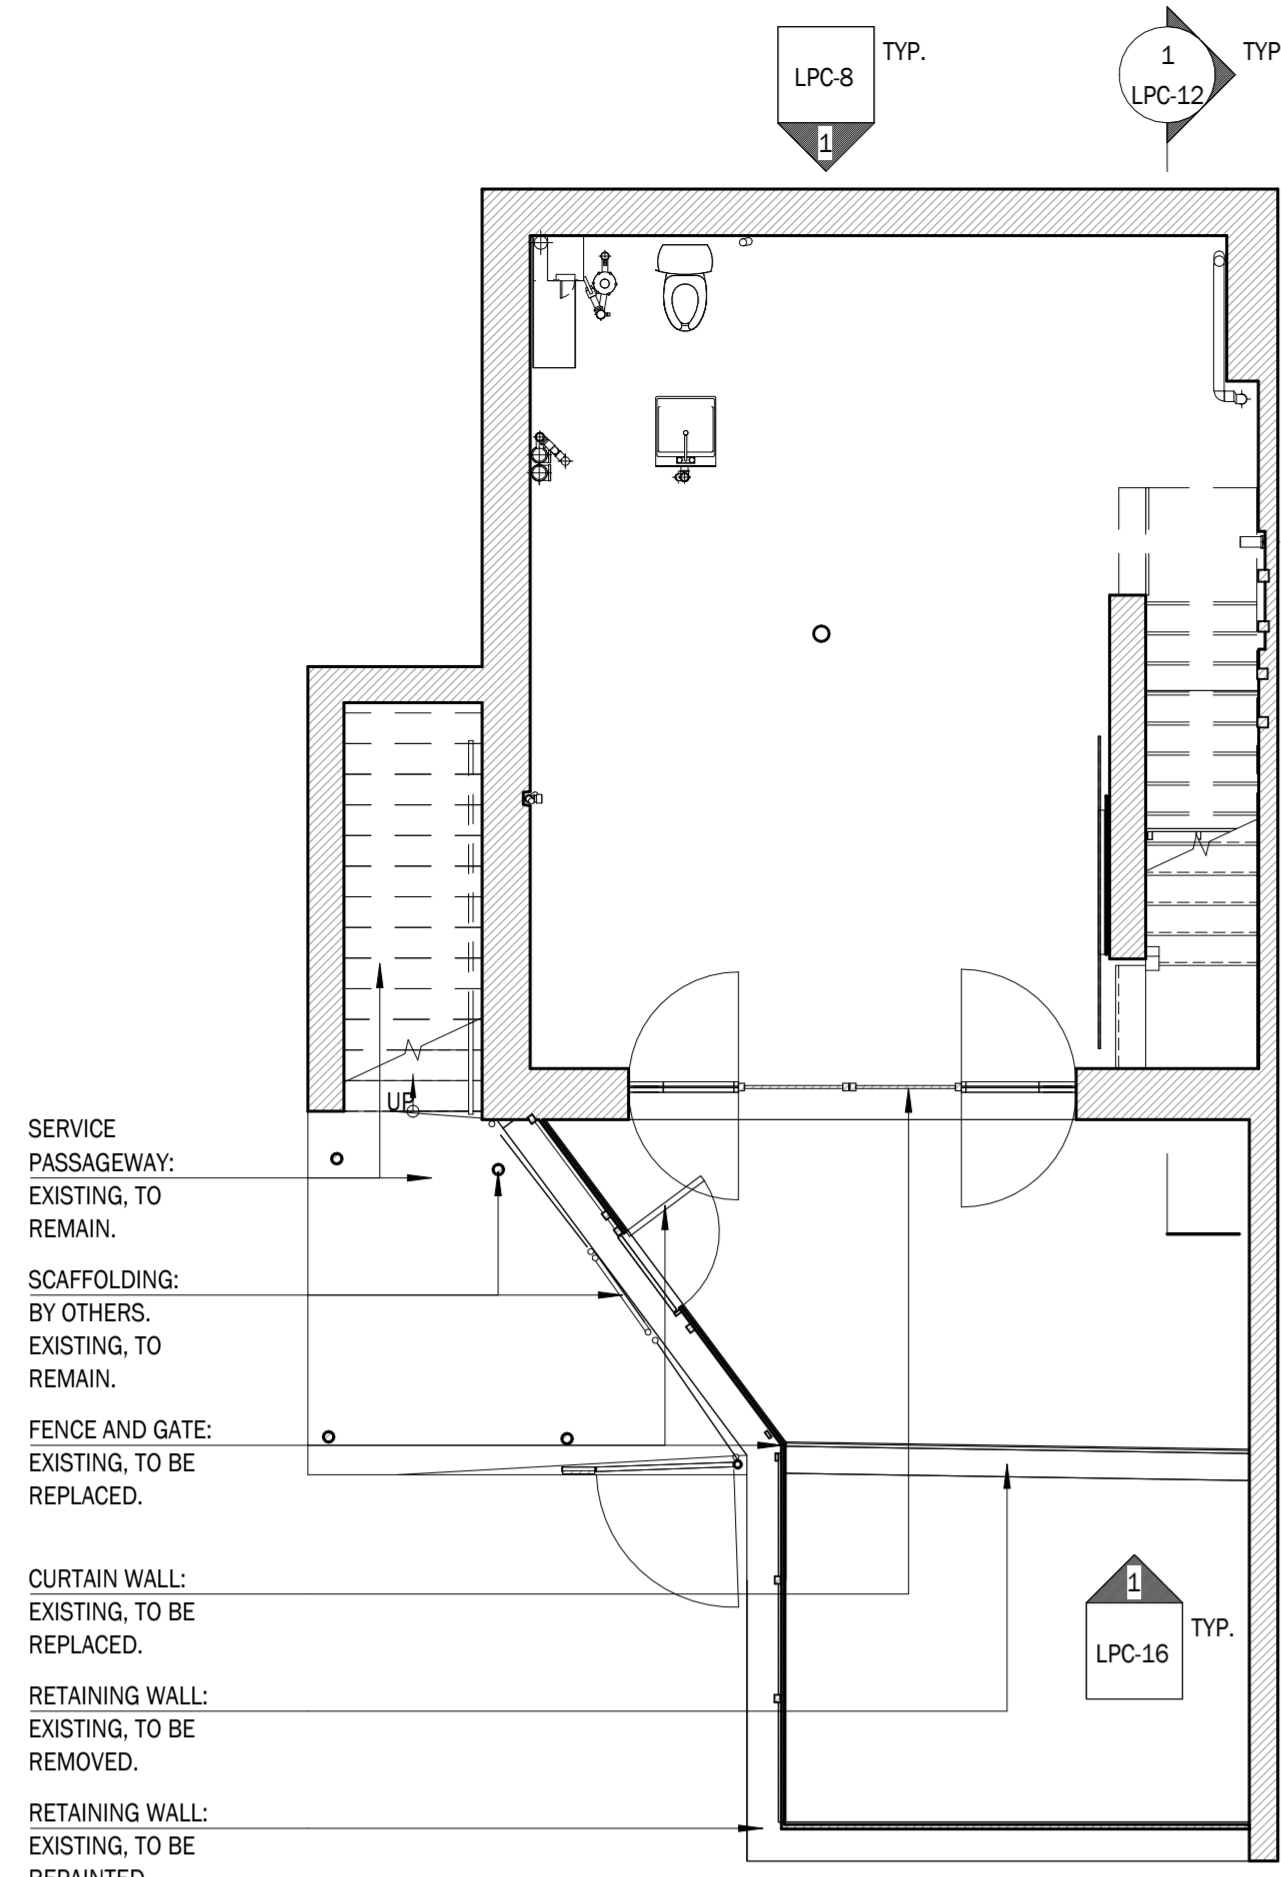 LPC-8
TYP.
1
1
LPC-12
TYP
UP
SERVICE
PASSAGEWAY:
EXISTING, TO
REMAIN.
SCAFFOLDING:
BY OTHERS.
EXISTING, TO
REMAIN.
FENCE AND GATE:
EXISTING, TO BE
REPLACED.
CURTAIN WALL:
EXISTING, TO BE
REPLACED.
RETAINING WALL:
EXISTING, TO BE
REMOVED.
1
LPC-16
TYP.
RETAINING WALL:
EXISTING, TO BE
REPAINTED